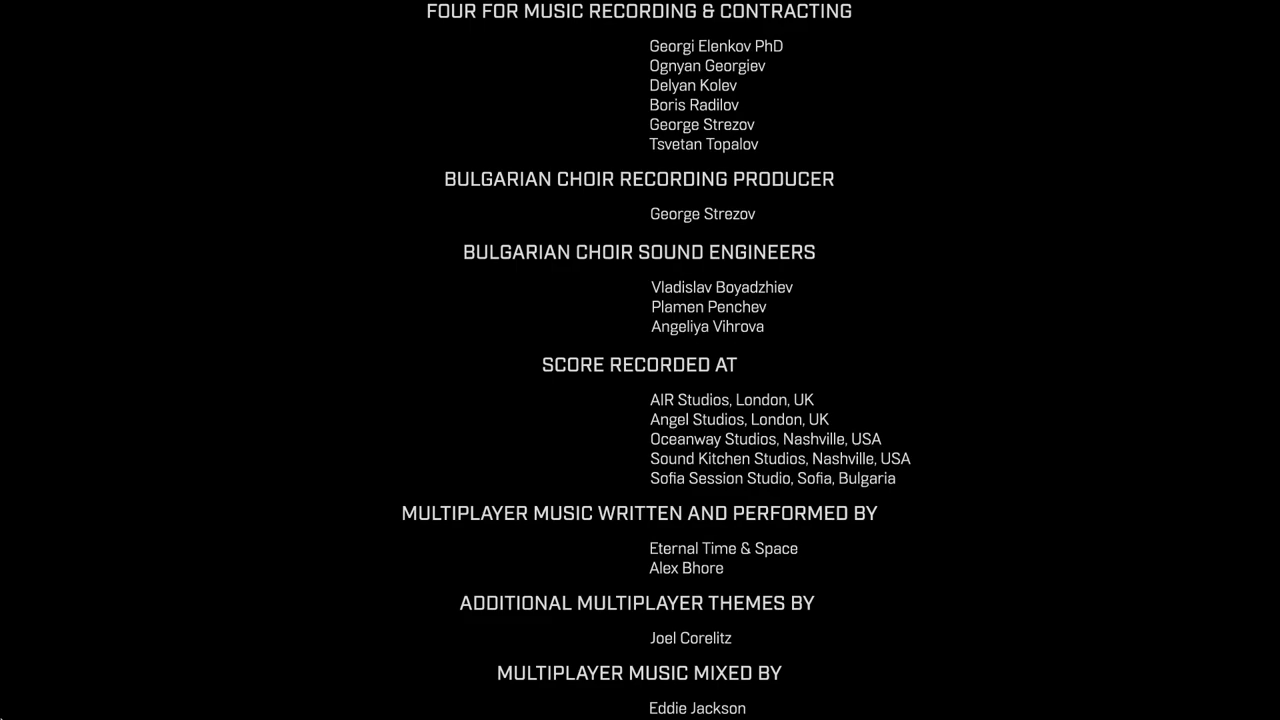 FOUR FOR MUSIC RECORDING & CONTRACTING
Georgi Elenkov PhD
Ognyan Georgiev
Delyan Kolev
Boris Radilov
George Strezov
Tsvetan Topalov
BULGARIAN CHOIR RECORDING PRODUCER
George Strezov
BULGARIAN CHOIR SOUND ENGINEERS
Vladislav Boyadzhiev
Plamen Penchev
Angeliya Vihrova
SCORE RECORDED AT
AIR Studios, London, UK
Angel Studios, London, UK
Oceanway Studios, Nashville, USA
Sound Kitchen Studios, Nashville, USA
Sofia Session Studio, Sofia, Bulgaria
MULTIPLAYER MUSIC WRITTEN AND PERFORMED BY
Eternal Time & Space
Alex Bhore
ADDITIONAL MULTIPLAYER THEMES BY
Joel Corelitz
MULTIPLAYER MUSIC MIXED BY
Eddie Jackson